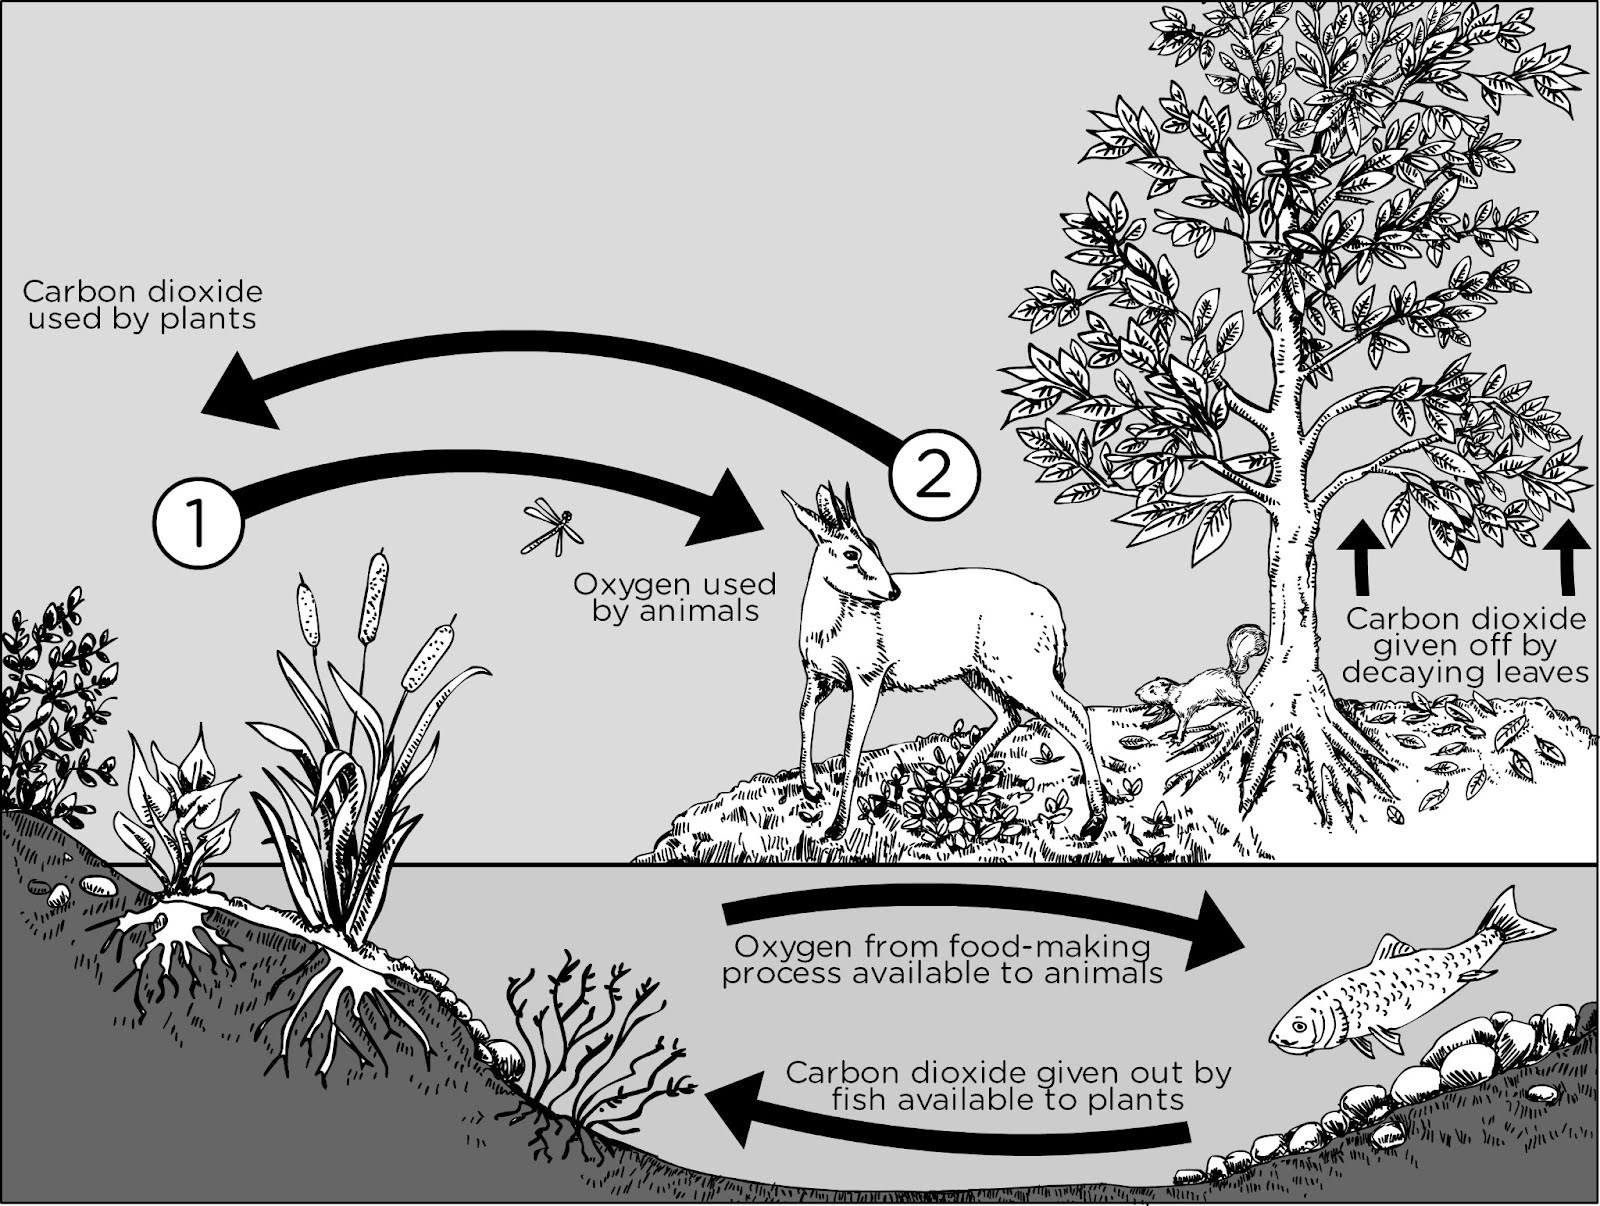 Carbon dioxide
used by plants
2
1
Oxygen used
by animals
Carbon dioxide
given off by
decaying leaves
Oxygen from food-making
process available to animals
Carbon dioxide given out by
fish available to plants